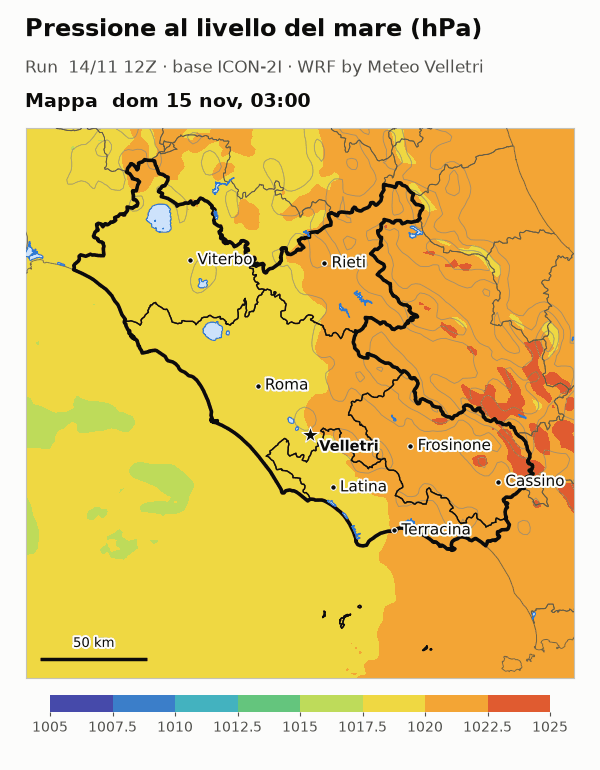 Pressione al livello del mare (hPa)
Run  14/11 12Z · base ICON-2I · WRF by Meteo Velletri
Mappa  dom 15 nov, 03:00
Viterbo
Rieti
Roma
Velletri
Frosinone
Latina
Cassino
Terracina
50 km
1005 1007.5 1010 1012.5 1015 1017.5 1020 1022.5 1025